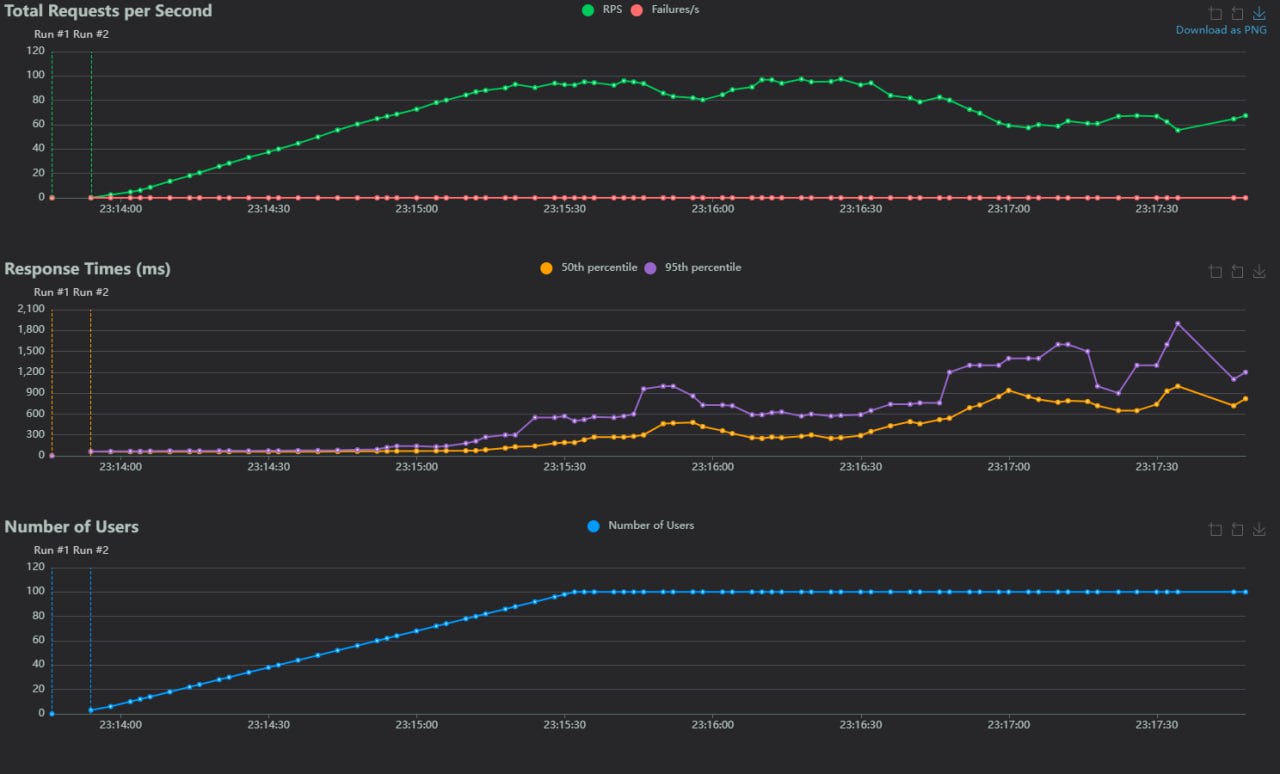 Total Requests per Second
RPS Failures/s
Download as PNG
Run #1 Run #2
120
100
80
60
40
20
0
23:14:00 23:14:30 23:15:00 23:15:30 23:16:00 23:16:30 23:17:00 23:17:30
Response Times (ms)
50th percentile 95th percentile
Run #1 Run #2
2,100
1,800
1,500
1,200
900
600
300
0
23:14:00 23:14:30 23:15:00 23:15:30 23:16:00 23:16:30 23:17:00 23:17:30
Number of Users
Number of Users
Run #1 Run #2
120
100
80
60
40
20
0
23:14:00 23:14:30 23:15:00 23:15:30 23:16:00 23:16:30 23:17:00 23:17:30